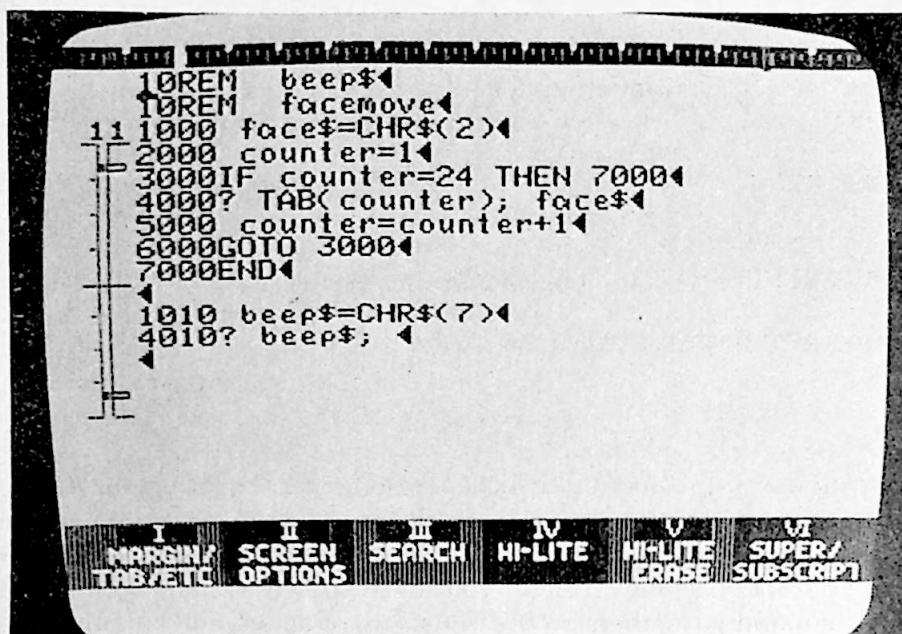 10REM beep$
10REM facemove
11 1000 face$=CHR$(2)
2000 counter=1
3000IF counter=24 THEN 7000
4000? TAB(counter); face$
5000 counter=counter+1
6000GOTO 3000
7000END
1010 beep$=CHR$(7)
4010? beep$;
I II III IV V VI
MARGIN/ SCREEN SEARCH HI-LITE HI-LITE SUPER/
TAB/ETC OPTIONS ERASE SUBSCRIPT